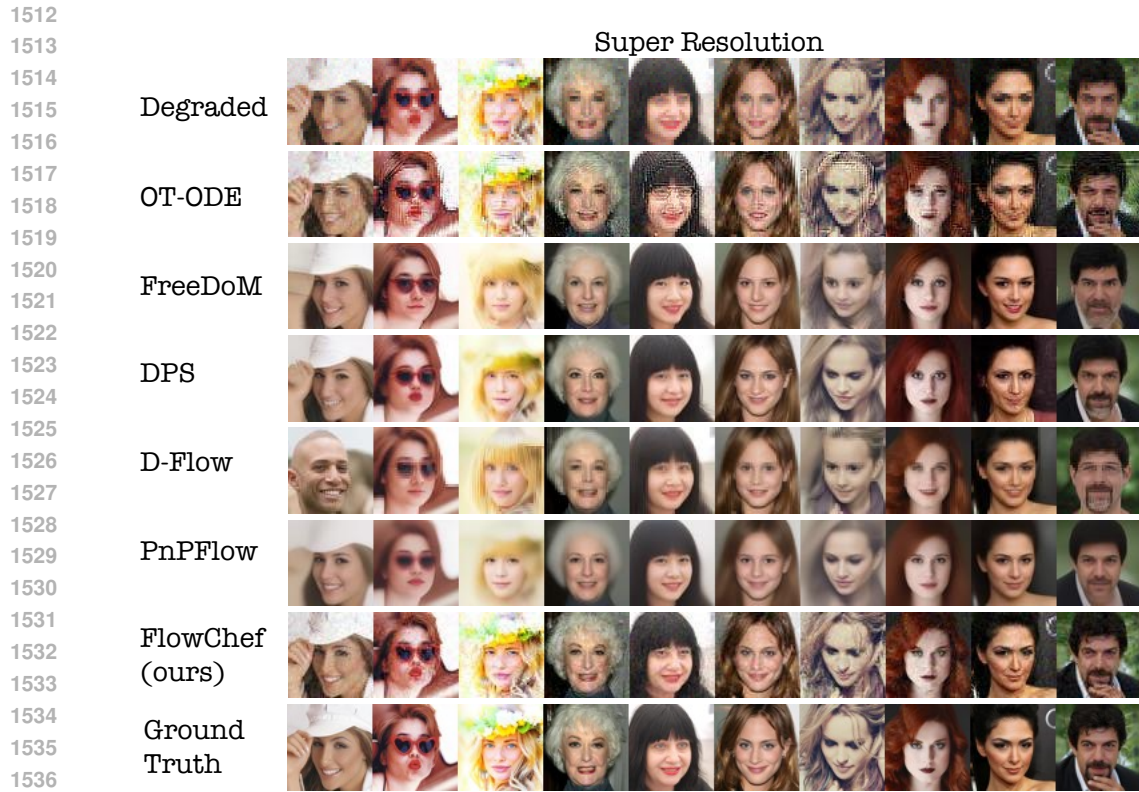 1512
1513
Super Resolution
1514
1515
Degraded
1516
1517
1518
OT-ODE
1519
1520
FreeDoM
1521
1522
1523
DPS
1524
1525
1526
D-Flow
1527
1528
1529
PnPFlow
1530
1531
1532
FlowChef
1533
(ours)
1534
Ground
1535
Truth
1536